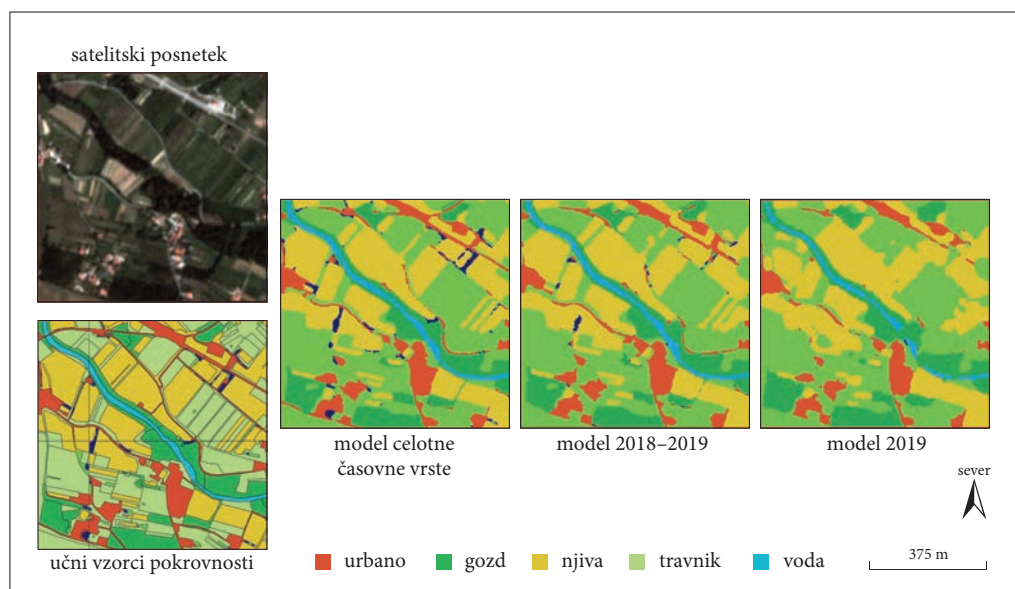 satelitski posnetek
učni vzorci pokrovnosti
model celotne
časovne vrste
model 2018–2019
model 2019
sever
urbano
gozd
njiva
travnik
voda
375 m